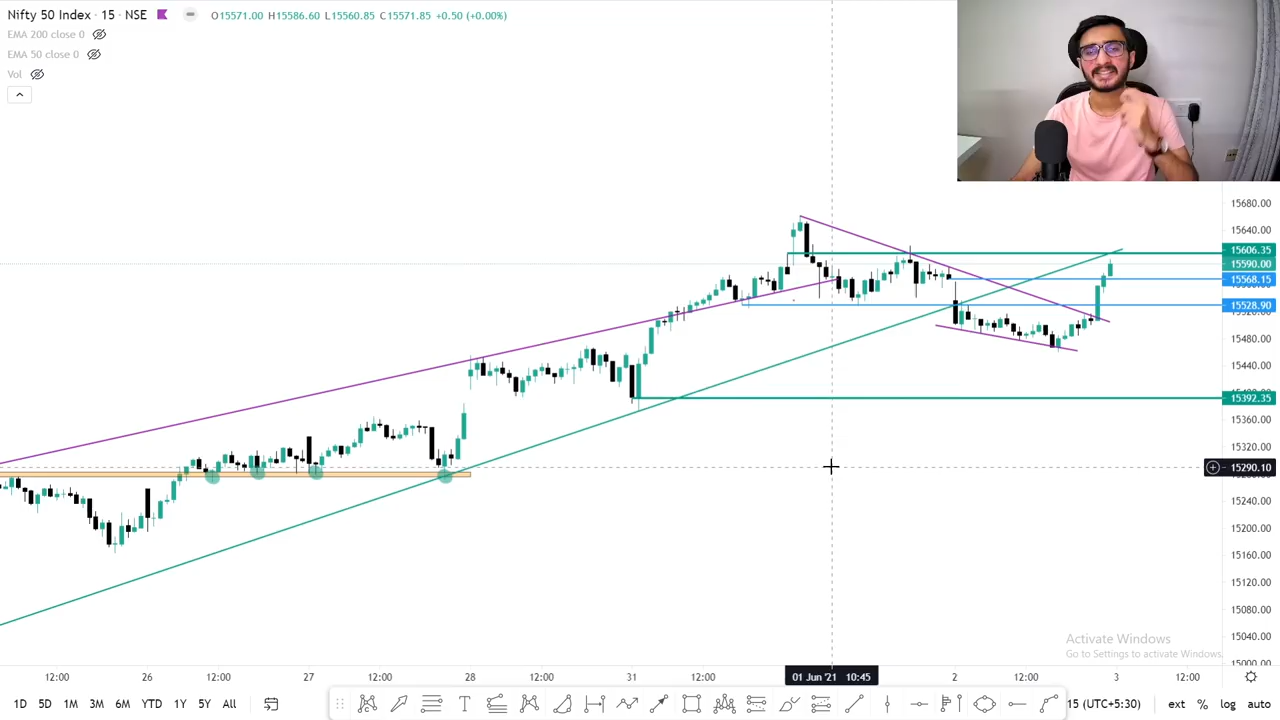 Nifty 50 Index · 15 · NSE O15571.00 H15586.60 L15560.85 C15571.85 +0.50 (+0.00%)
EMA 200 close 0
EMA 50 close 0
Vol
15680.00
15640.00
15606.35
15590.00
15568.15
15528.90
15480.00
15440.00
15392.35
15360.00
15320.00
15290.10
15240.00
15200.00
15160.00
15120.00
15080.00
15040.00
15000.00
Activate Windows
Go to Settings to activate Windows.
12:00 26 12:00 27 12:00 28 12:00 31 12:00 01 Jun '21 10:45 2 12:00 3 12:00
1D 5D 1M 3M 6M YTD 1Y 5Y All 15 (UTC+5:30) ext % log auto